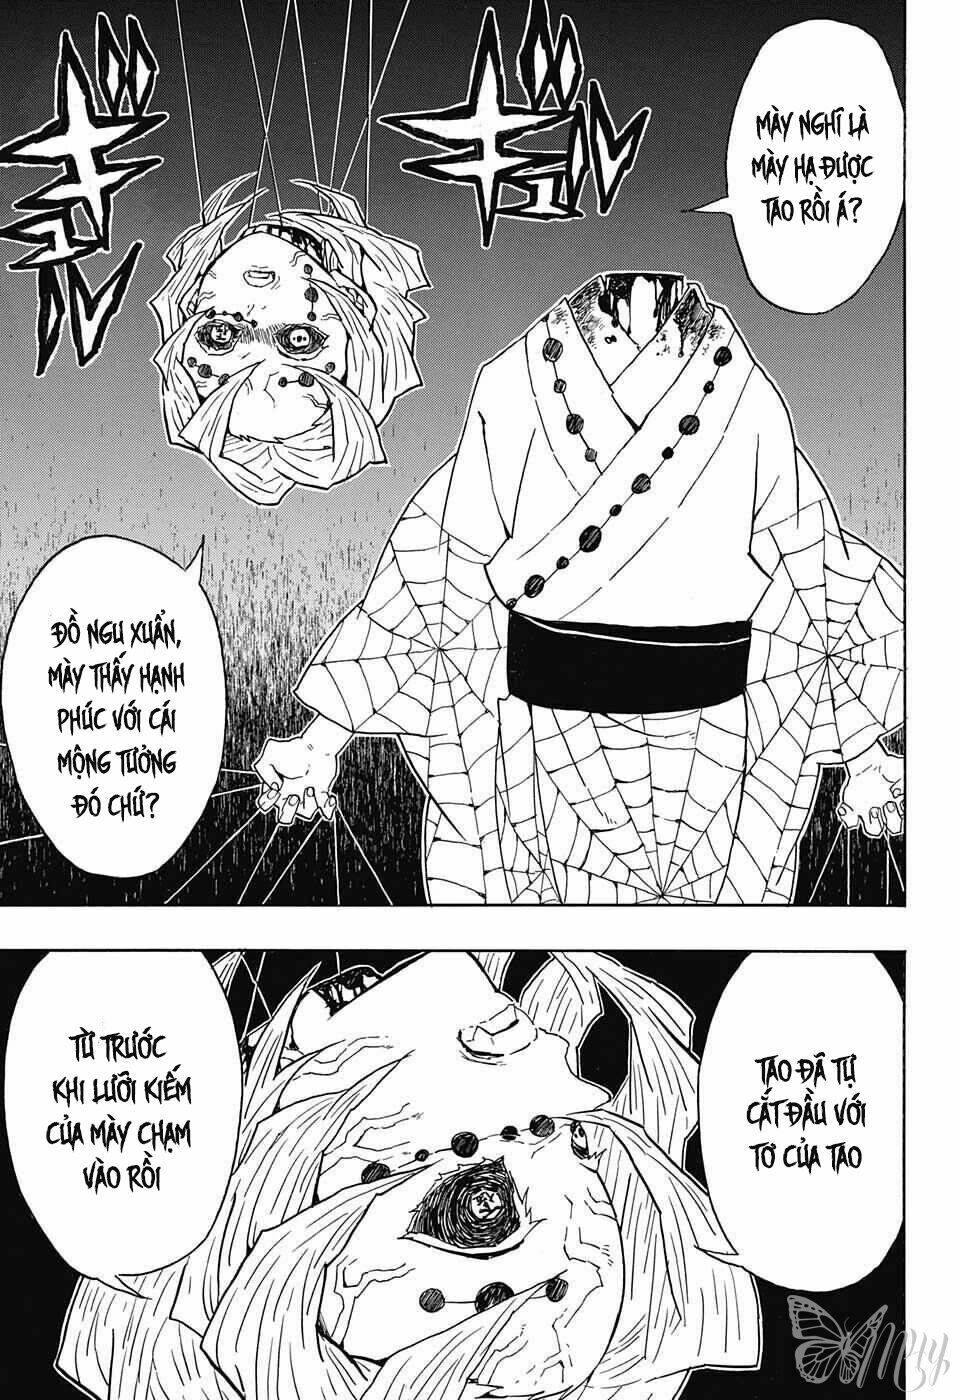 MÀY NGHĨ LÀ
MÀY HẠ ĐƯỢC
TAO RỒI Á?
ĐỒ NGU XUẨN,
MÀY THẤY HẠNH
PHÚC VỚI CÁI
MỘNG TƯỞNG
ĐÓ CHỨ?
TAO ĐÃ TỰ
CẮT ĐẦU VỚI
TƠ CỦA TAO
TỪ TRƯỚC
KHI LƯỠI KIẾM
CỦA MÀY CHẠM
VÀO RỒI